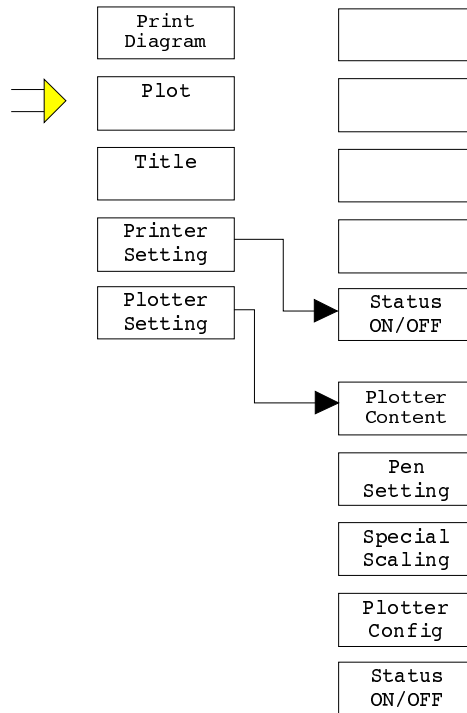 Print
Diagram
Plot
Title
Printer
Setting
Plotter
Setting
Status
ON/OFF
Plotter
Content
Pen
Setting
Special
Scaling
Plotter
Config
Status
ON/OFF